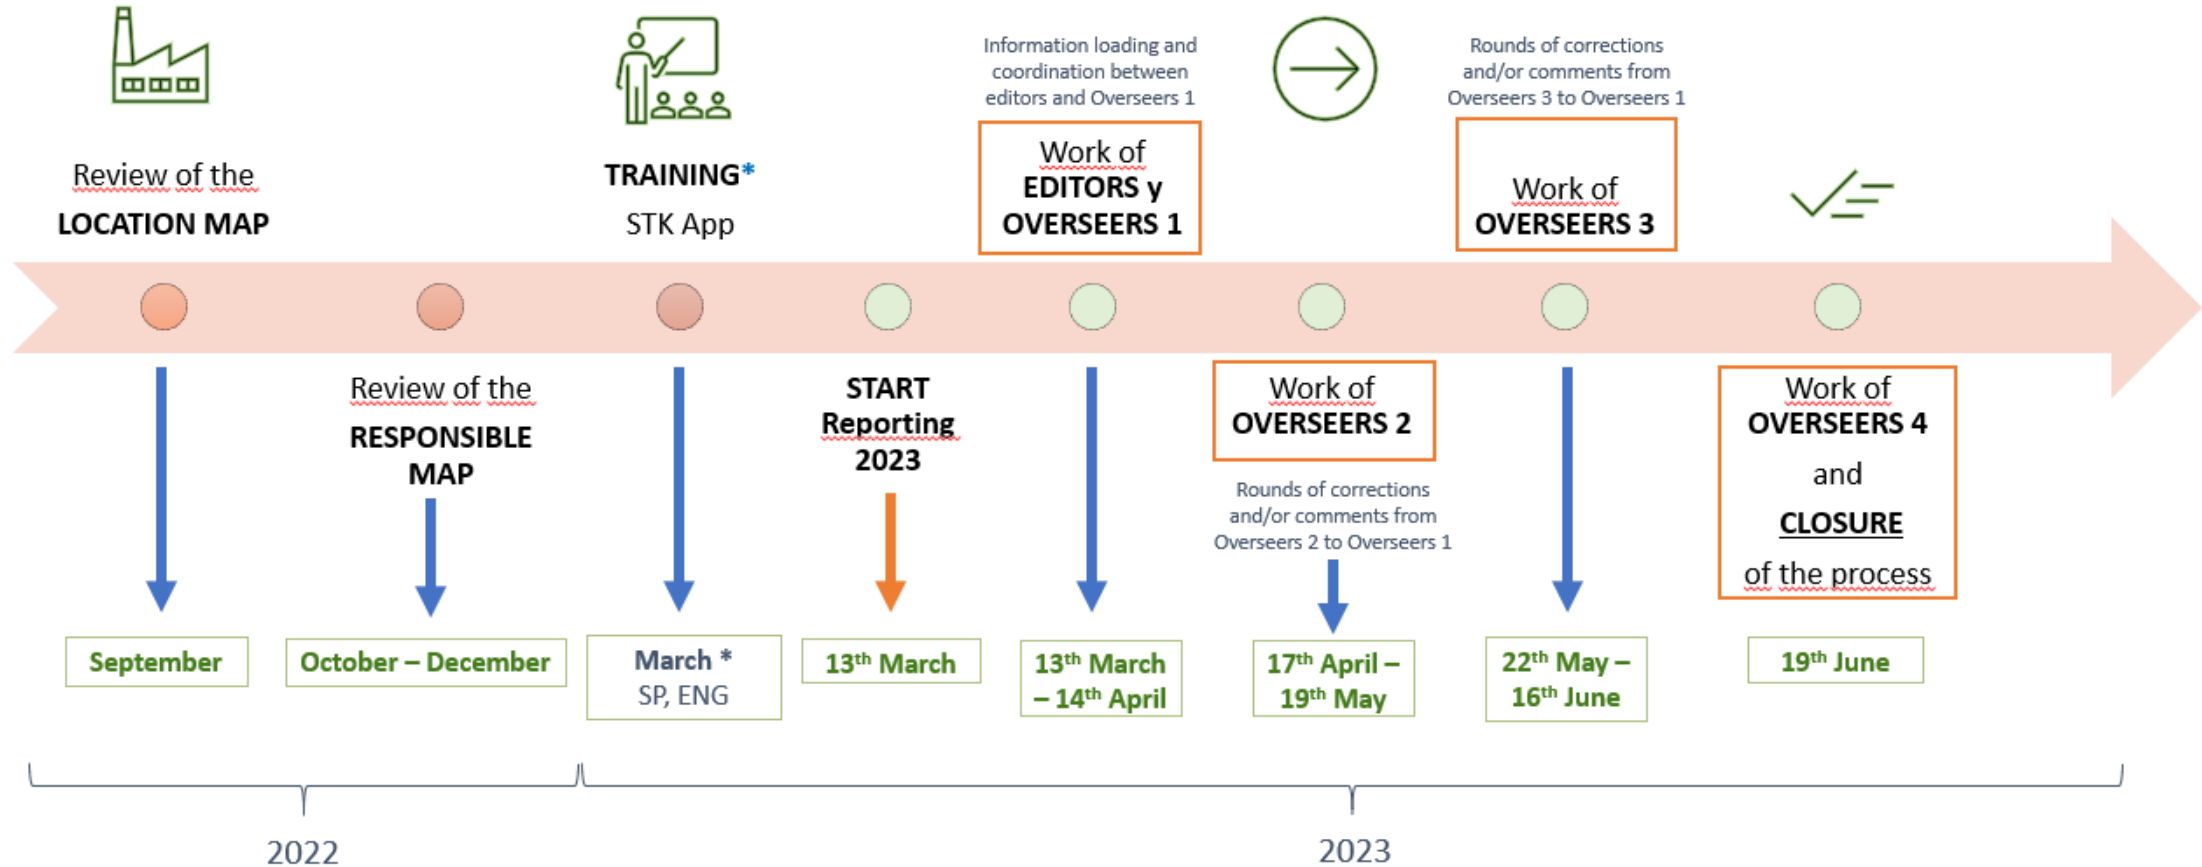 Information loading and
coordination between
editors and Overseers 1
Rounds of corrections
and/or comments from
Overseers 3 to Overseers 1
Review of the
LOCATION MAP
TRAINING*
STK App
Work of
EDITORS y
OVERSEERS 1
Work of
OVERSEERS 3
Review of the
RESPONSIBLE
MAP
START
Reporting
2023
Work of
OVERSEERS 2
Rounds of corrections
and/or comments from
Overseers 2 to Overseers 1
Work of
OVERSEERS 4
and
CLOSURE
of the process
September
October – December
March *
SP, ENG
13th March
13th March
– 14th April
17th April –
19th May
22th May –
16th June
19th June
2022
2023